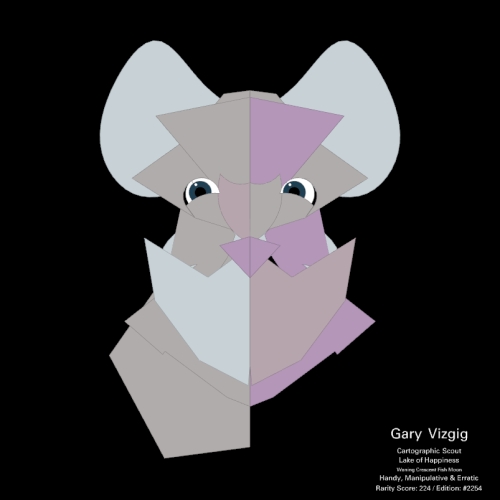 Gary Vizgig
Cartographic Scout
Lake of Happiness
Waning Crescent Fish Moon
Handy, Manipulative & Erratic
Rarity Score: 224 / Edition: #2254